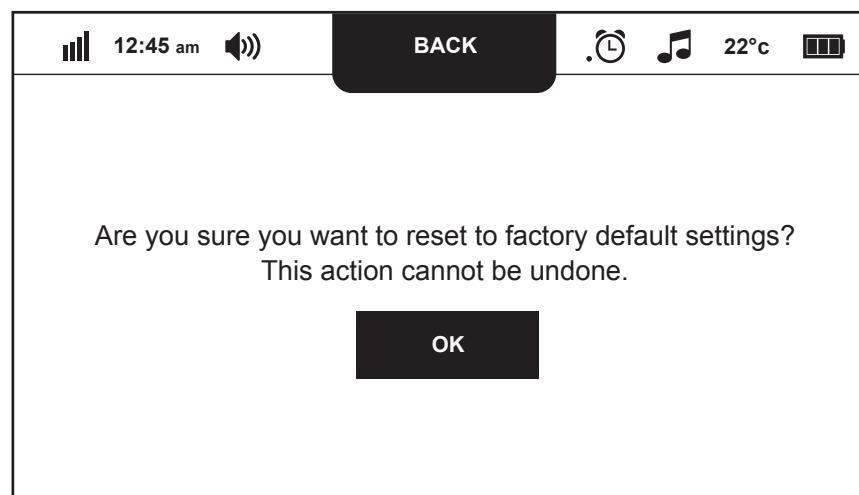 12:45 am BACK 22°c
Are you sure you want to reset to factory default settings?
This action cannot be undone.
OK